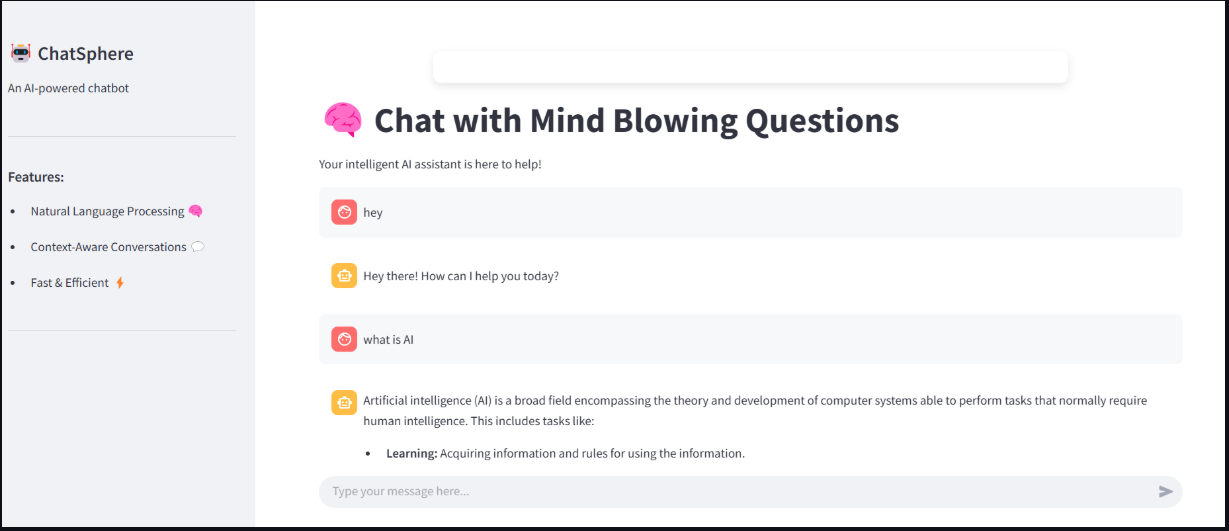 ChatSphere
An AI-powered chatbot
Features:
Natural Language Processing
Context-Aware Conversations
Fast & Efficient
Chat with Mind Blowing Questions
Your intelligent AI assistant is here to help!
hey
Hey there! How can I help you today?
what is AI
Artificial intelligence (AI) is a broad field encompassing the theory and development of computer systems able to perform tasks that normally require
human intelligence. This includes tasks like:
Learning: Acquiring information and rules for using the information.
Type your message here...